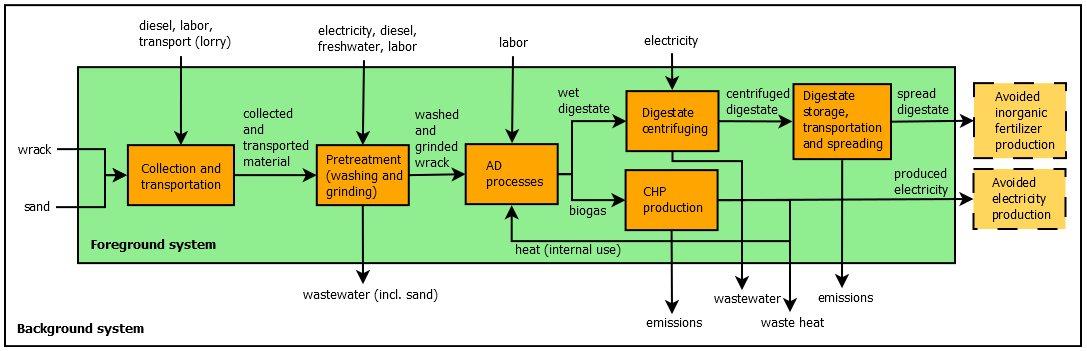 diesel, labor,
transport (lorry)
electricity, diesel,
freshwater, labor
labor
electricity
wrack
sand
Collection and
transportation
collected
and
transported
material
Pretreatment
(washing and
grinding)
washed
and
grinded
wrack
AD
processes
wet
digestate
biogas
Digestate
centrifuging
centrifuged
digestate
Digestate
storage,
transportation
and spreading
spread
digestate
Avoided
inorganic
fertilizer
production
CHP
production
produced
electricity
Avoided
electricity
production
heat (internal use)
Foreground system
wastewater (incl. sand)
emissions
wastewater
waste heat
emissions
Background system